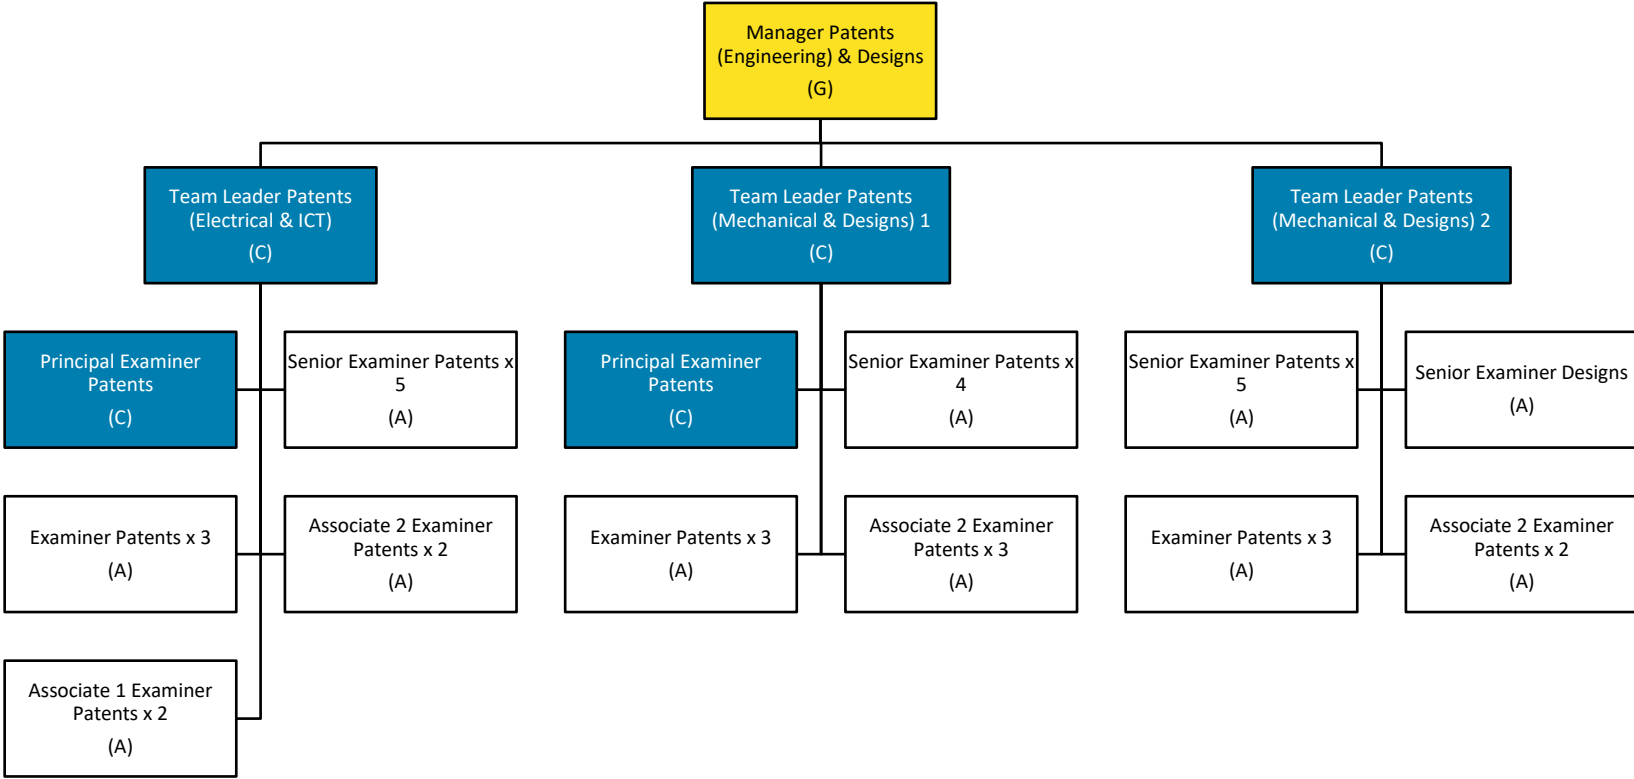 Manager Patents
(Engineering) & Designs
(G)
Team Leader Patents
(Electrical & ICT)
(C)
Team Leader Patents
(Mechanical & Designs) 1
(C)
Team Leader Patents
(Mechanical & Designs) 2
(C)
Principal Examiner
Patents
(C)
Senior Examiner Patents x
5
(A)
Principal Examiner
Patents
(C)
Senior Examiner Patents x
4
(A)
Senior Examiner Patents x
5
(A)
Senior Examiner Designs
(A)
Examiner Patents x 3
(A)
Associate 2 Examiner
Patents x 2
(A)
Examiner Patents x 3
(A)
Associate 2 Examiner
Patents x 3
(A)
Examiner Patents x 3
(A)
Associate 2 Examiner
Patents x 2
(A)
Associate 1 Examiner
Patents x 2
(A)